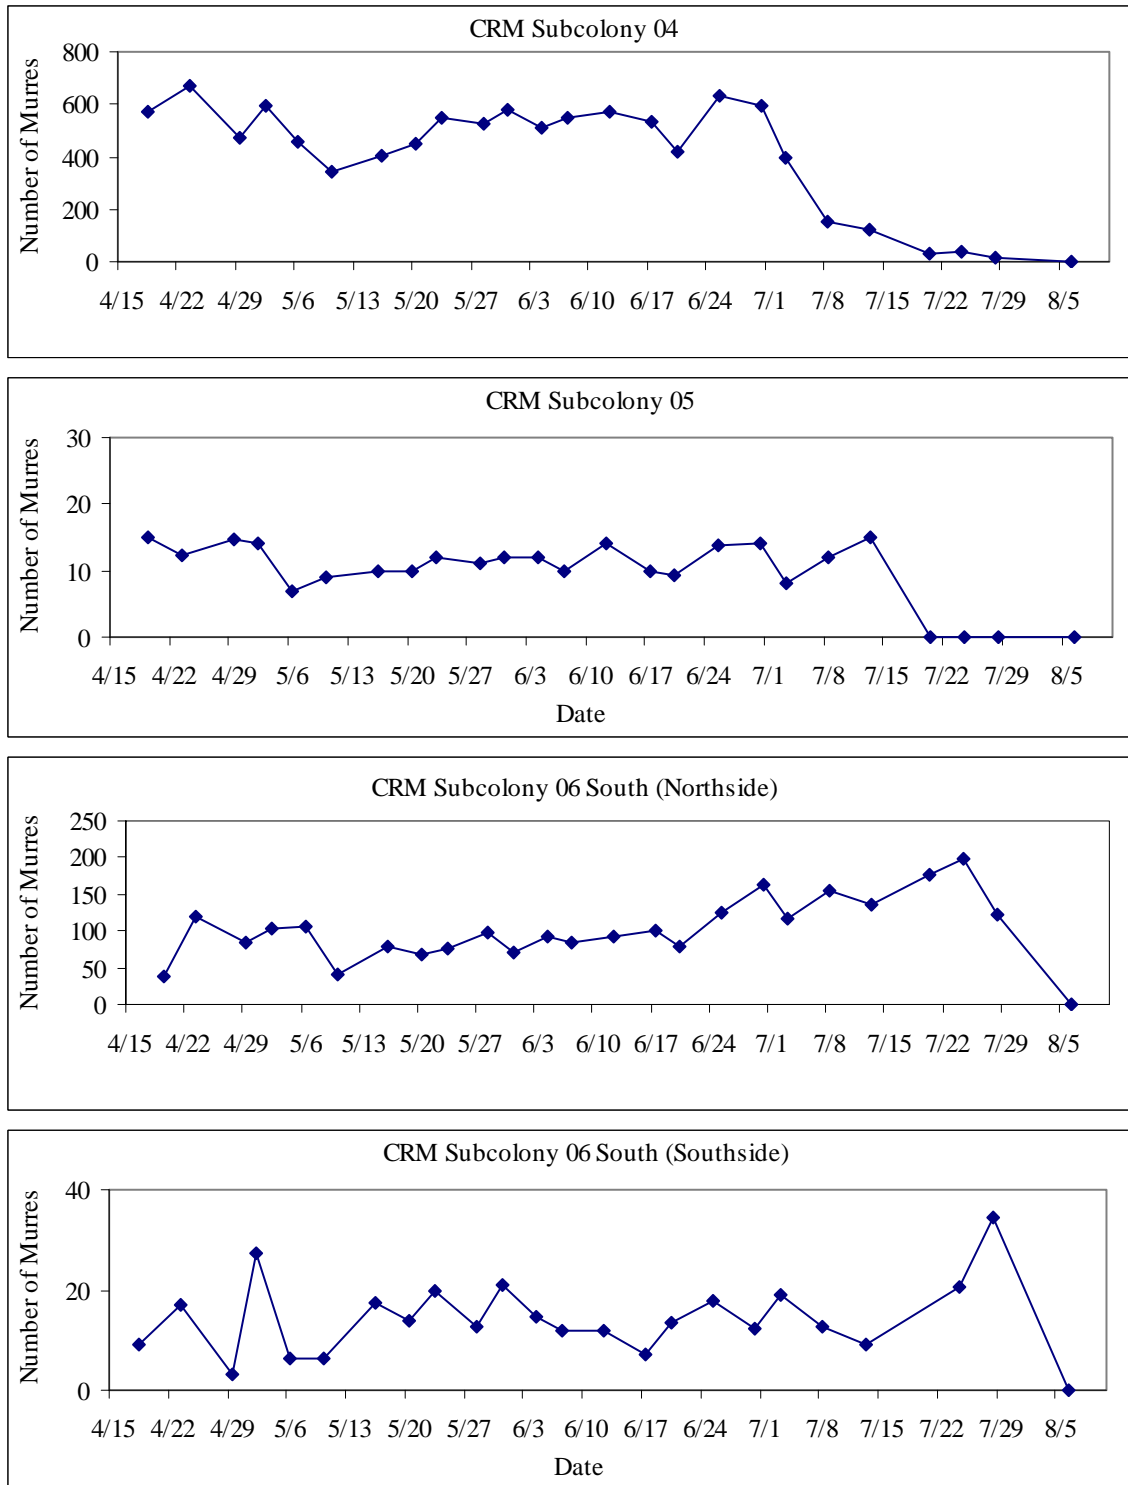 CRM Subcolony 04
Number of Murres
800
600
400
200
0
4/15 4/22 4/29 5/6 5/13 5/20 5/27 6/3 6/10 6/17 6/24 7/1 7/8 7/15 7/22 7/29 8/5
CRM Subcolony 05
Number of Murres
30
20
10
0
4/15 4/22 4/29 5/6 5/13 5/20 5/27 6/3 6/10 6/17 6/24 7/1 7/8 7/15 7/22 7/29 8/5
Date
CRM Subcolony 06 South (Northside)
Number of Murres
250
200
150
100
50
0
4/15 4/22 4/29 5/6 5/13 5/20 5/27 6/3 6/10 6/17 6/24 7/1 7/8 7/15 7/22 7/29 8/5
CRM Subcolony 06 South (Southside)
Number of Murres
40
20
0
4/15 4/22 4/29 5/6 5/13 5/20 5/27 6/3 6/10 6/17 6/24 7/1 7/8 7/15 7/22 7/29 8/5
Date